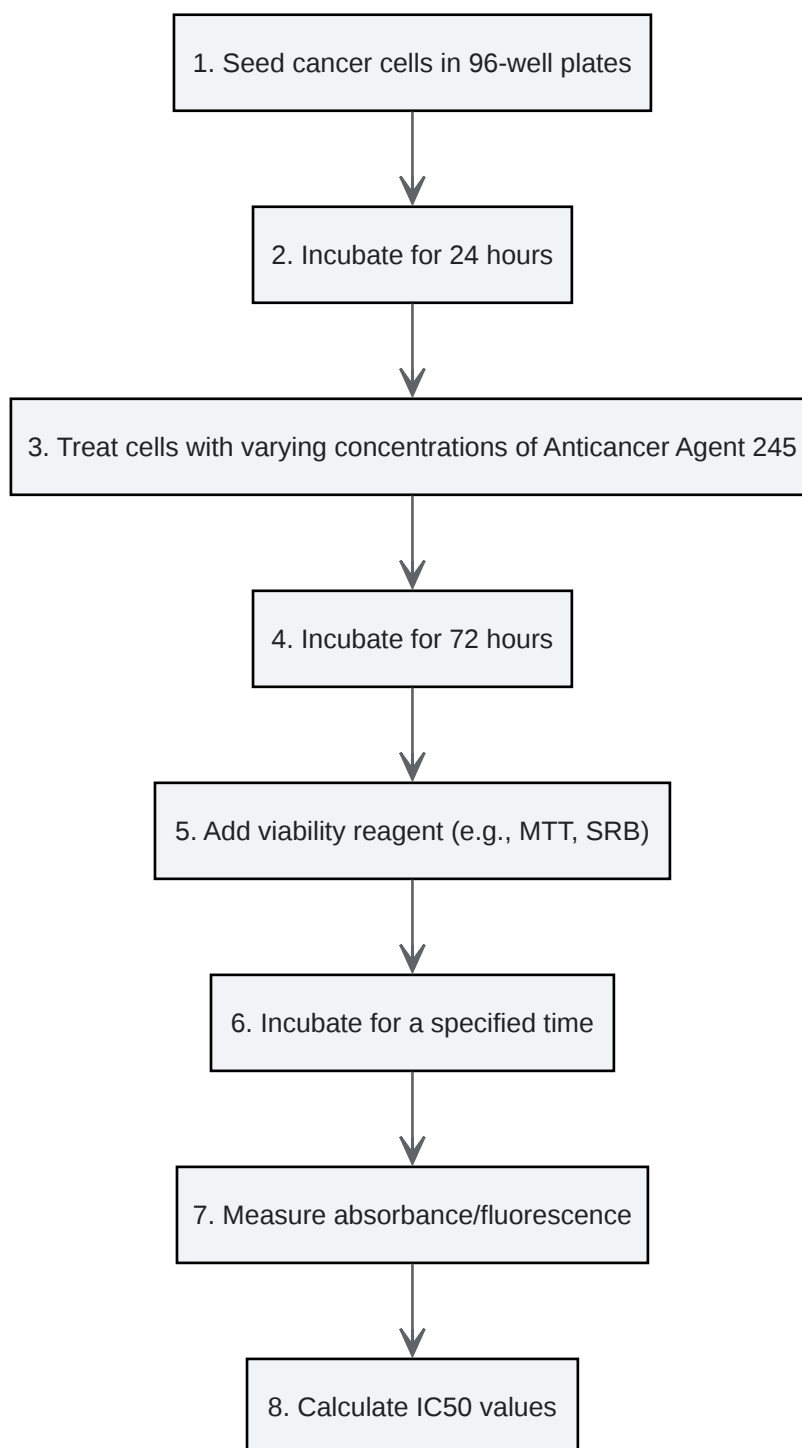 1. Seed cancer cells in 96-well plates
2. Incubate for 24 hours
3. Treat cells with varying concentrations of Anticancer Agent 245
4. Incubate for 72 hours
5. Add viability reagent (e.g., MTT, SRB)
6. Incubate for a specified time
7. Measure absorbance/fluorescence
8. Calculate IC50 values